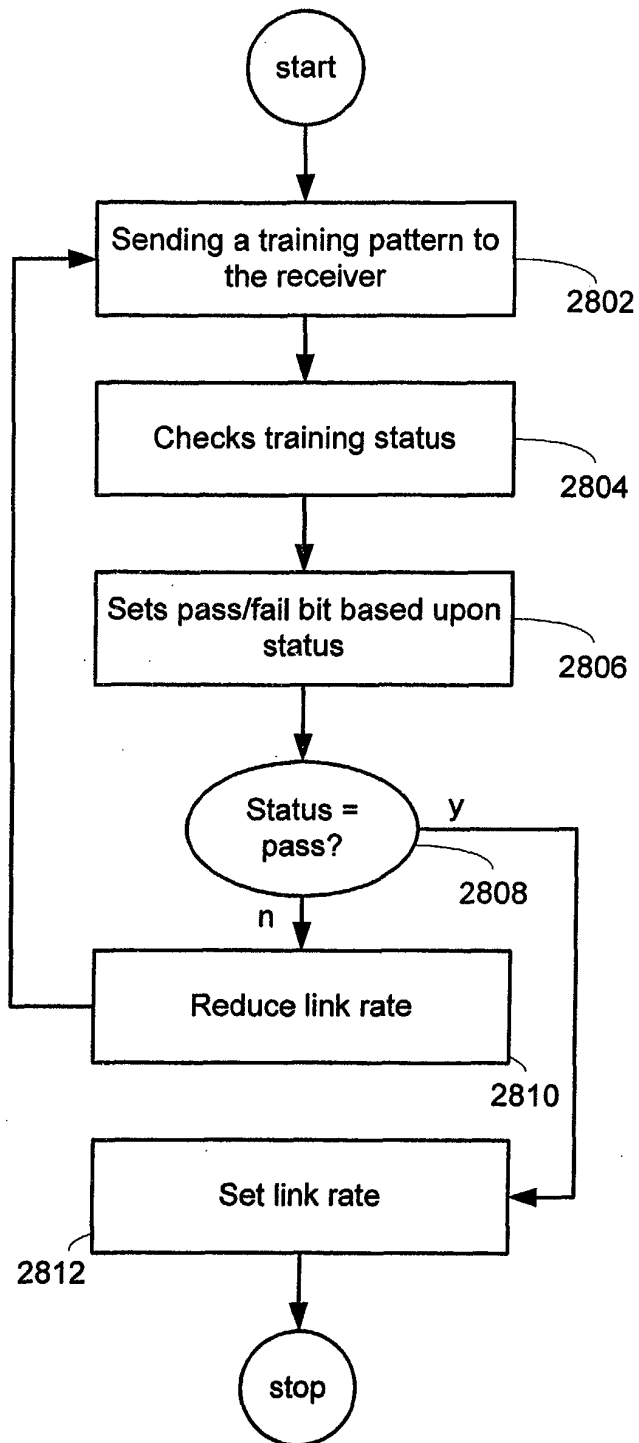 start
Sending a training pattern to
the receiver
2802
Checks training status
2804
Sets pass/fail bit based upon
status
2806
Status =
pass?
y
2808
n
Reduce link rate
2810
Set link rate
2812
stop